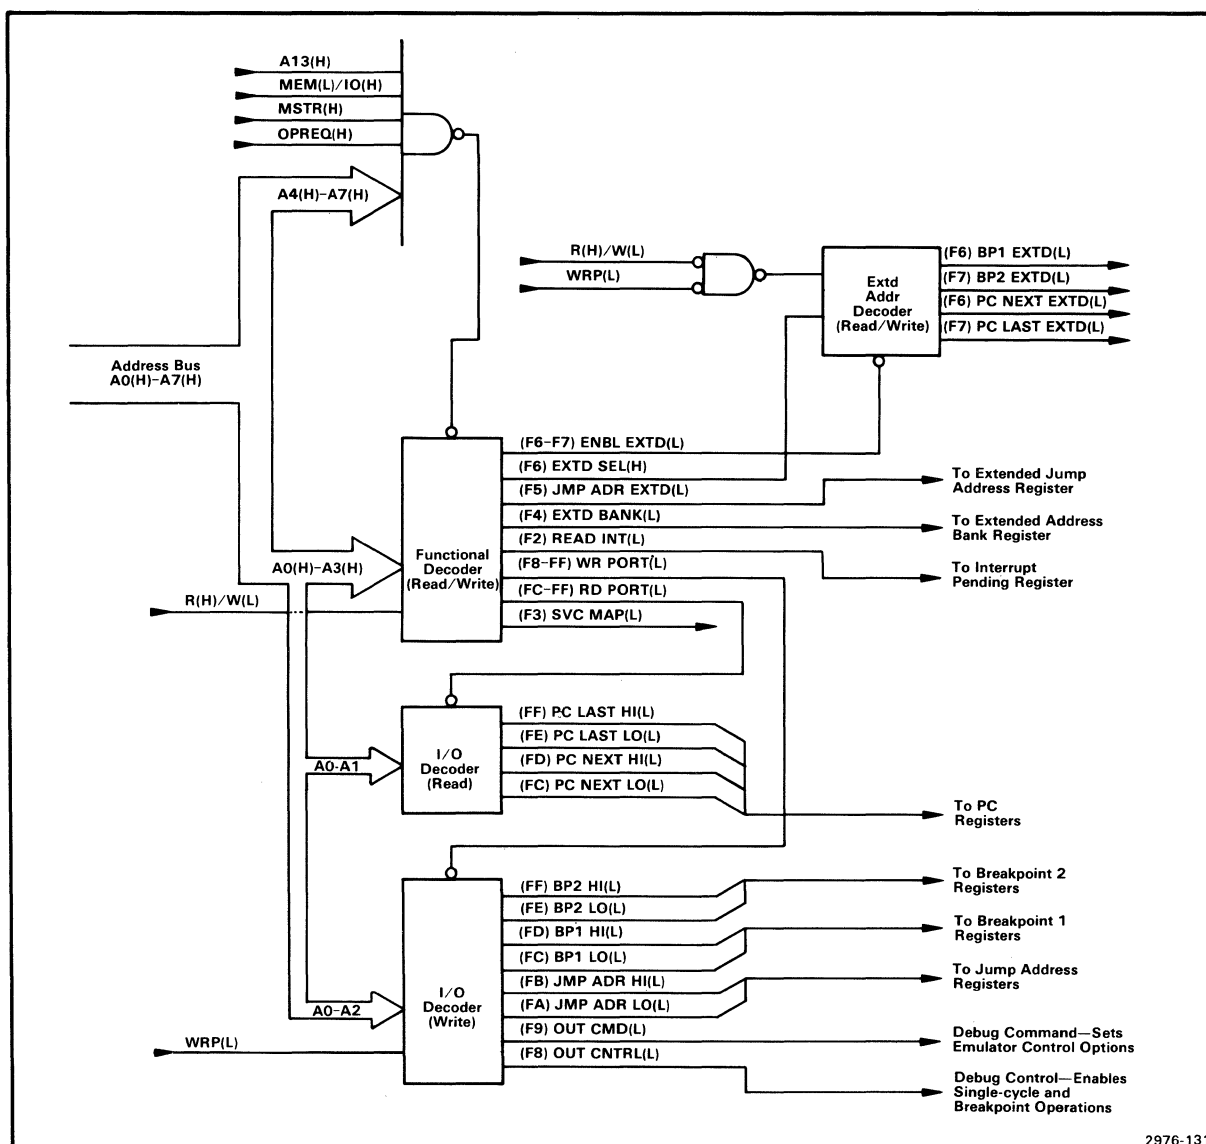 A13(H)
MEM(L)/IO(H)
MSTR(H)
OPREQ(H)
A4(H)-A7(H)
R(H)/W(L)
WRP(L)
Extd
Addr
Decoder
(Read/Write)
(F6) BP1 EXTD(L)
(F7) BP2 EXTD(L)
(F6) PC NEXT EXTD(L)
(F7) PC LAST EXTD(L)
Address Bus
A0(H)-A7(H)
(F6-F7) ENBL EXTD(L)
(F6) EXTD SEL(H)
(F5) JMP ADR EXTD(L)
(F4) EXTD BANK(L)
(F2) READ INT(L)
(F8-FF) WR PORT(L)
(FC-FF) RD PORT(L)
(F3) SVC MAP(L)
Functional
Decoder
(Read/Write)
A0(H)-A3(H)
R(H)/W(L)
To Extended Jump
Address Register
To Extended Address
Bank Register
To Interrupt
Pending Register
(FF) PC LAST HI(L)
(FE) PC LAST LO(L)
(FD) PC NEXT HI(L)
(FC) PC NEXT LO(L)
I/O
Decoder
(Read)
A0-A1
To PC
Registers
(FF) BP2 HI(L)
(FE) BP2 LO(L)
(FD) BP1 HI(L)
(FC) BP1 LO(L)
(FB) JMP ADR HI(L)
(FA) JMP ADR LO(L)
(F9) OUT CMD(L)
(F8) OUT CNTRL(L)
I/O
Decoder
(Write)
A0-A2
WRP(L)
To Breakpoint 2
Registers
To Breakpoint 1
Registers
To Jump Address
Registers
Debug Command—Sets
Emulator Control Options
Debug Control—Enables
Single-cycle and
Breakpoint Operations